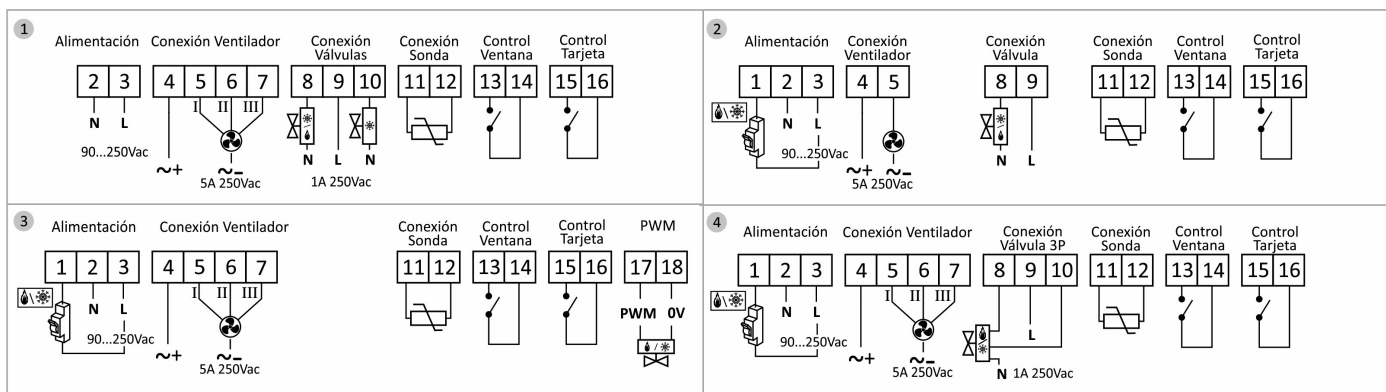 1
Alimentación Conexión Ventilador Conexión Válvulas Conexión Sonda Control Ventana Control Tarjeta
2 3 4 5 6 7 8 9 10 11 12 13 14 15 16
I II III
N L N L N
90...250Vac
~+ ~-
5A 250Vac 1A 250Vac
2
Alimentación Conexión Ventilador Conexión Válvula Conexión Sonda Control Ventana Control Tarjeta
1 2 3 4 5 8 9 11 12 13 14 15 16
N L N L
90...250Vac
~+ ~-
5A 250Vac
3
Alimentación Conexión Ventilador Conexión Sonda Control Ventana Control Tarjeta PWM
1 2 3 4 5 6 7 11 12 13 14 15 16 17 18
I II III
N L PWM 0V
90...250Vac
~+ ~-
5A 250Vac
4
Alimentación Conexión Ventilador Conexión Válvula 3P Conexión Sonda Control Ventana Control Tarjeta
1 2 3 4 5 6 7 8 9 10 11 12 13 14 15 16
I II III
N L L
90...250Vac
~+ ~-
5A 250Vac N 1A 250Vac